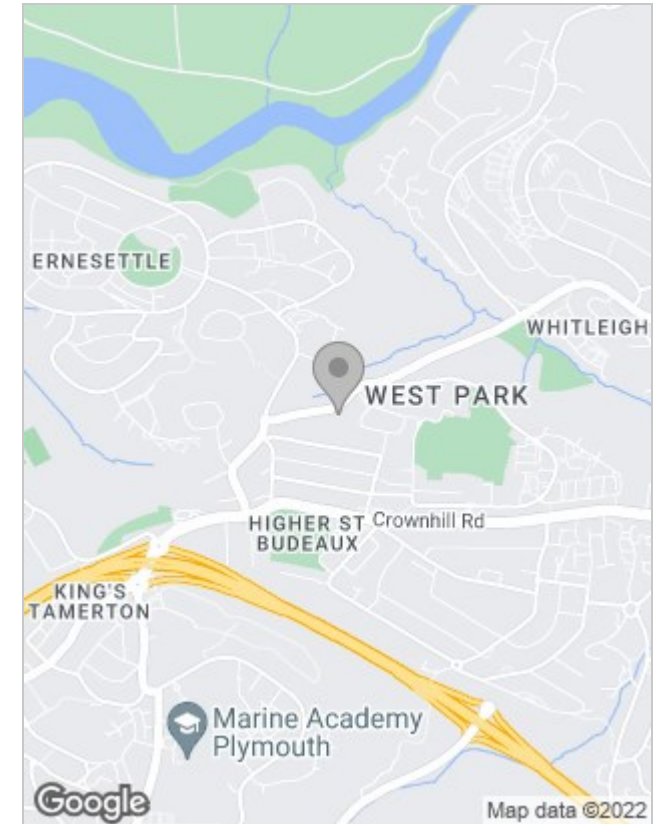 ERNESETTLE
WHITLEIGH
WEST PARK
HIGHER ST
BUDEAUX
Crownhill Rd
KING'S
TAMERTON
Marine Academy
Plymouth
Google
Map data ©2022